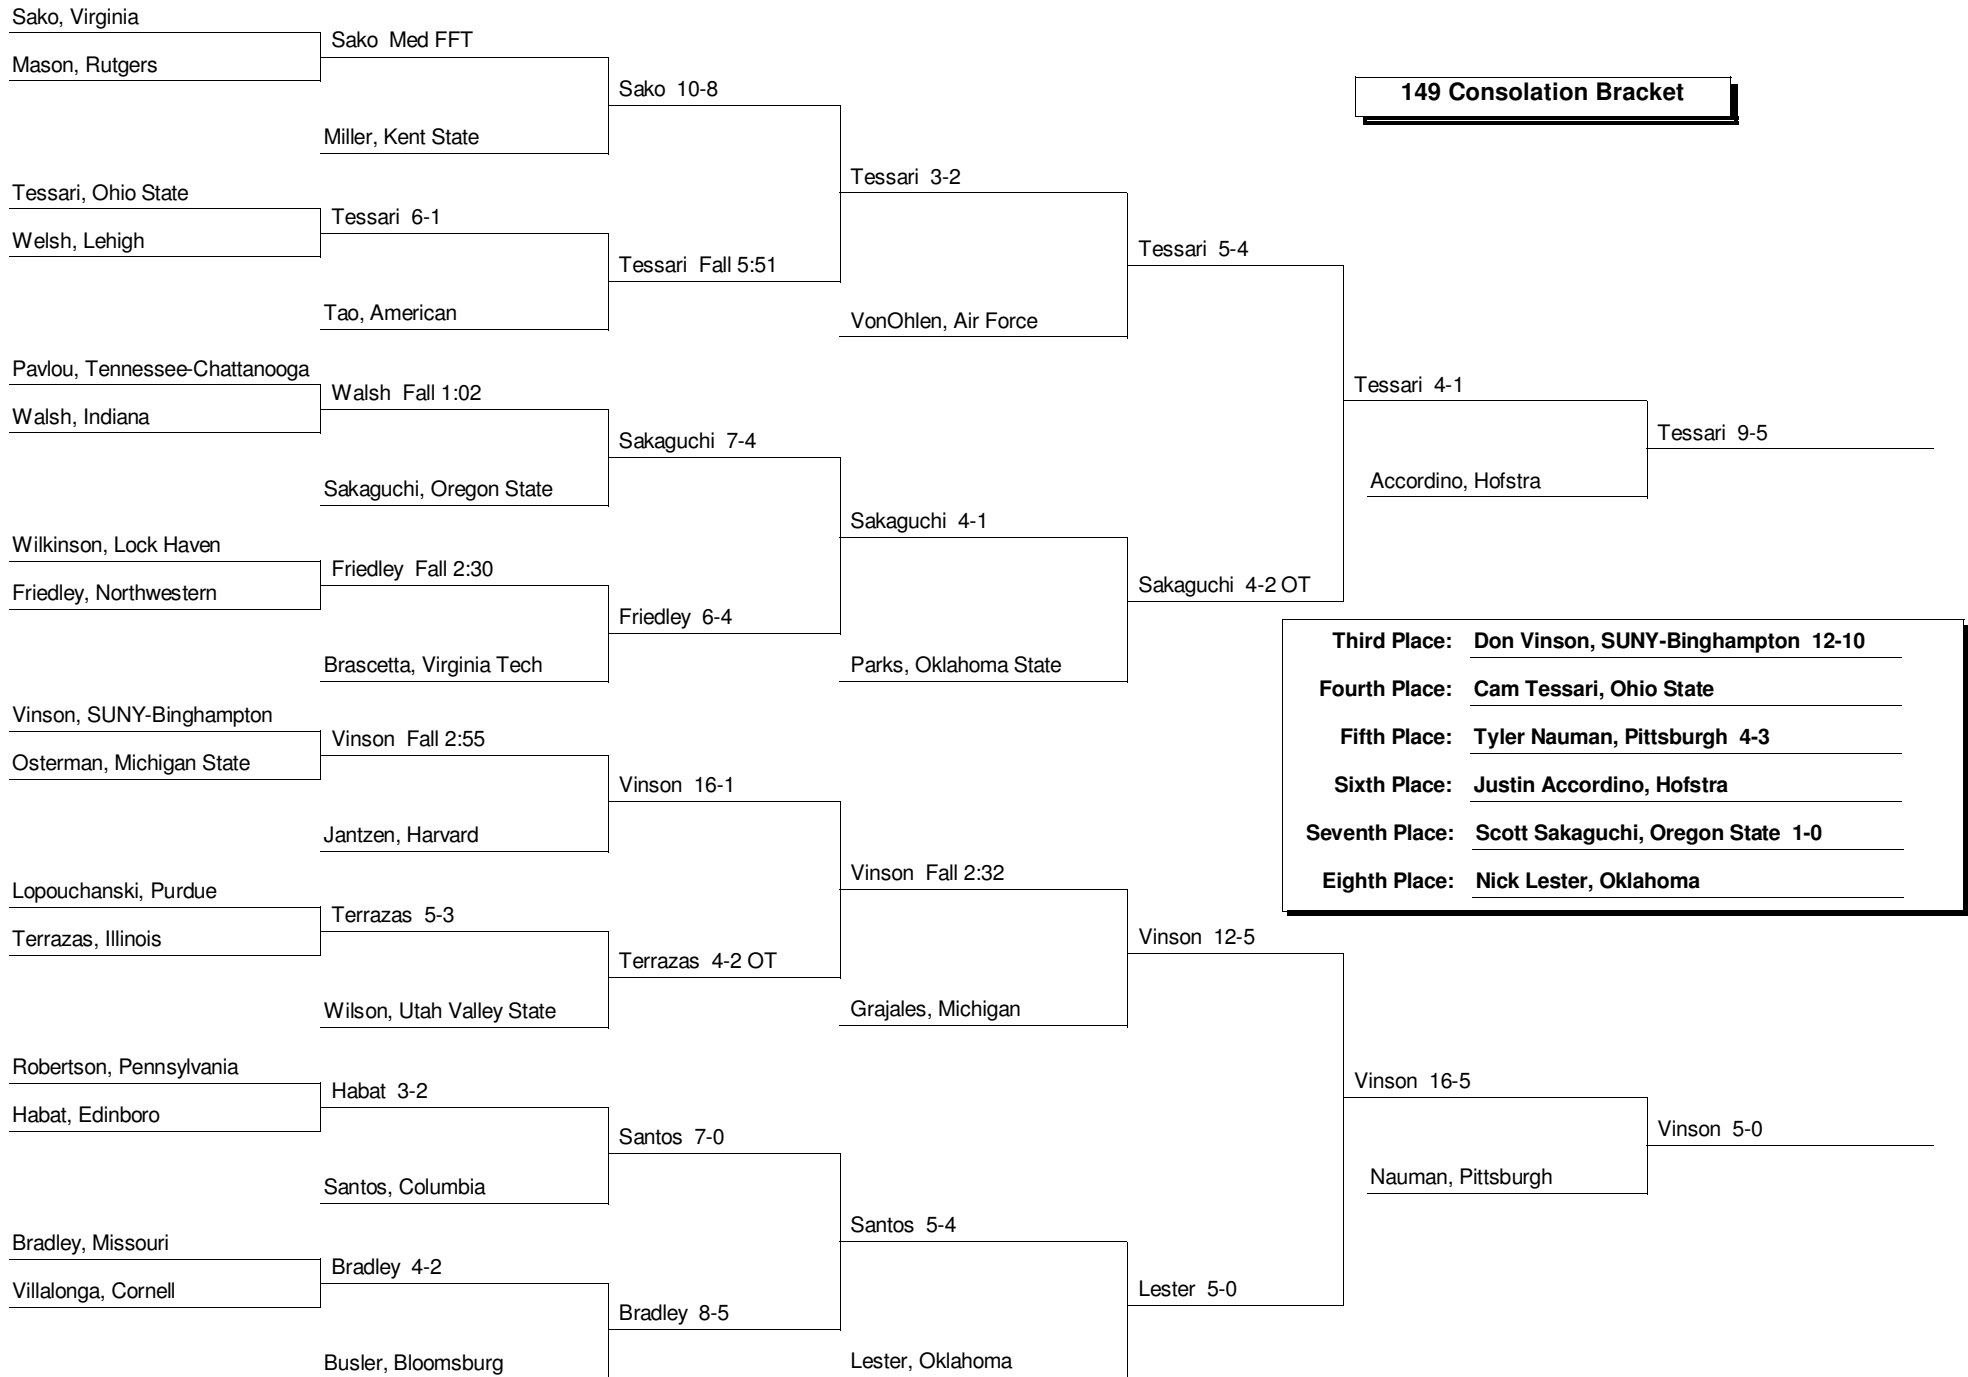 Sako, Virginia
Sako  Med FFT
Mason, Rutgers
Sako  10-8
149 Consolation Bracket
Miller, Kent State
Tessari  3-2
Tessari, Ohio State
Tessari  6-1
Welsh, Lehigh
Tessari  5-4
Tessari  Fall 5:51
Tao, American
VonOhlen, Air Force
Pavlou, Tennessee-Chattanooga
Walsh  Fall 1:02
Tessari  4-1
Walsh, Indiana
Sakaguchi  7-4
Tessari  9-5
Sakaguchi, Oregon State
Accordino, Hofstra
Sakaguchi  4-1
Wilkinson, Lock Haven
Friedley  Fall 2:30
Friedley, Northwestern
Sakaguchi  4-2 OT
Friedley  6-4
Third Place: Don Vinson, SUNY-Binghampton  12-10
Brascetta, Virginia Tech
Parks, Oklahoma State
Fourth Place: Cam Tessari, Ohio State
Vinson, SUNY-Binghampton
Vinson  Fall 2:55
Fifth Place: Tyler Nauman, Pittsburgh  4-3
Osterman, Michigan State
Vinson  16-1
Sixth Place: Justin Accordino, Hofstra
Jantzen, Harvard
Seventh Place: Scott Sakaguchi, Oregon State  1-0
Vinson  Fall 2:32
Eighth Place: Nick Lester, Oklahoma
Lopouchanski, Purdue
Terrazas  5-3
Terrazas, Illinois
Vinson  12-5
Terrazas  4-2 OT
Wilson, Utah Valley State
Grajales, Michigan
Robertson, Pennsylvania
Habat  3-2
Vinson  16-5
Habat, Edinboro
Santos  7-0
Vinson  5-0
Santos, Columbia
Nauman, Pittsburgh
Santos  5-4
Bradley, Missouri
Bradley  4-2
Villalonga, Cornell
Lester  5-0
Bradley  8-5
Busler, Bloomsburg
Lester, Oklahoma